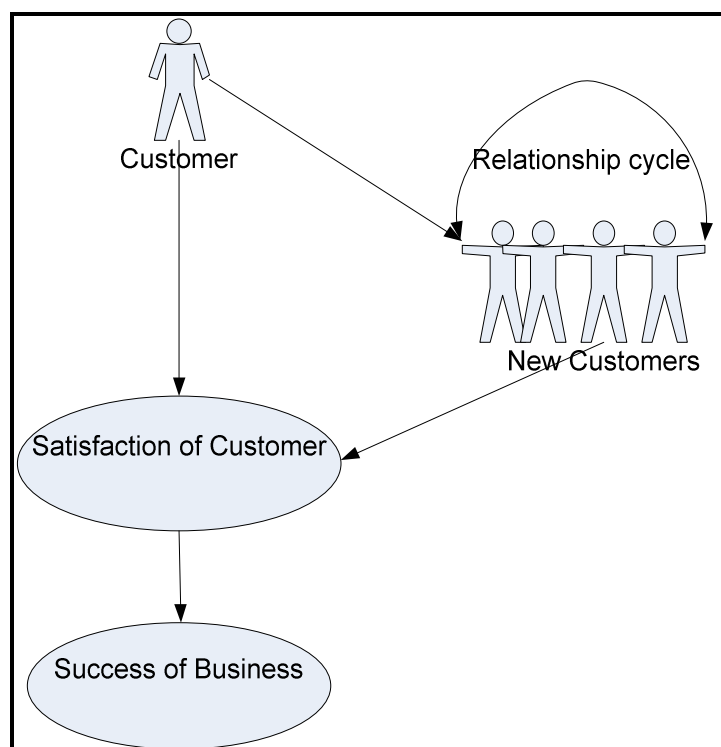 Customer
Relationship cycle
New Customers
Satisfaction of Customer
Success of Business